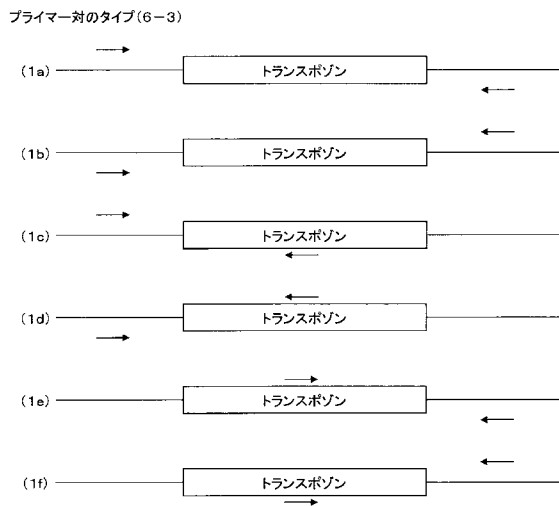 プライマー対のタイプ(6-3)
(1a) トランスポゾン
(1b) トランスポゾン
(1c) トランスポゾン
(1d) トランスポゾン
(1e) トランスポゾン
(1f) トランスポゾン